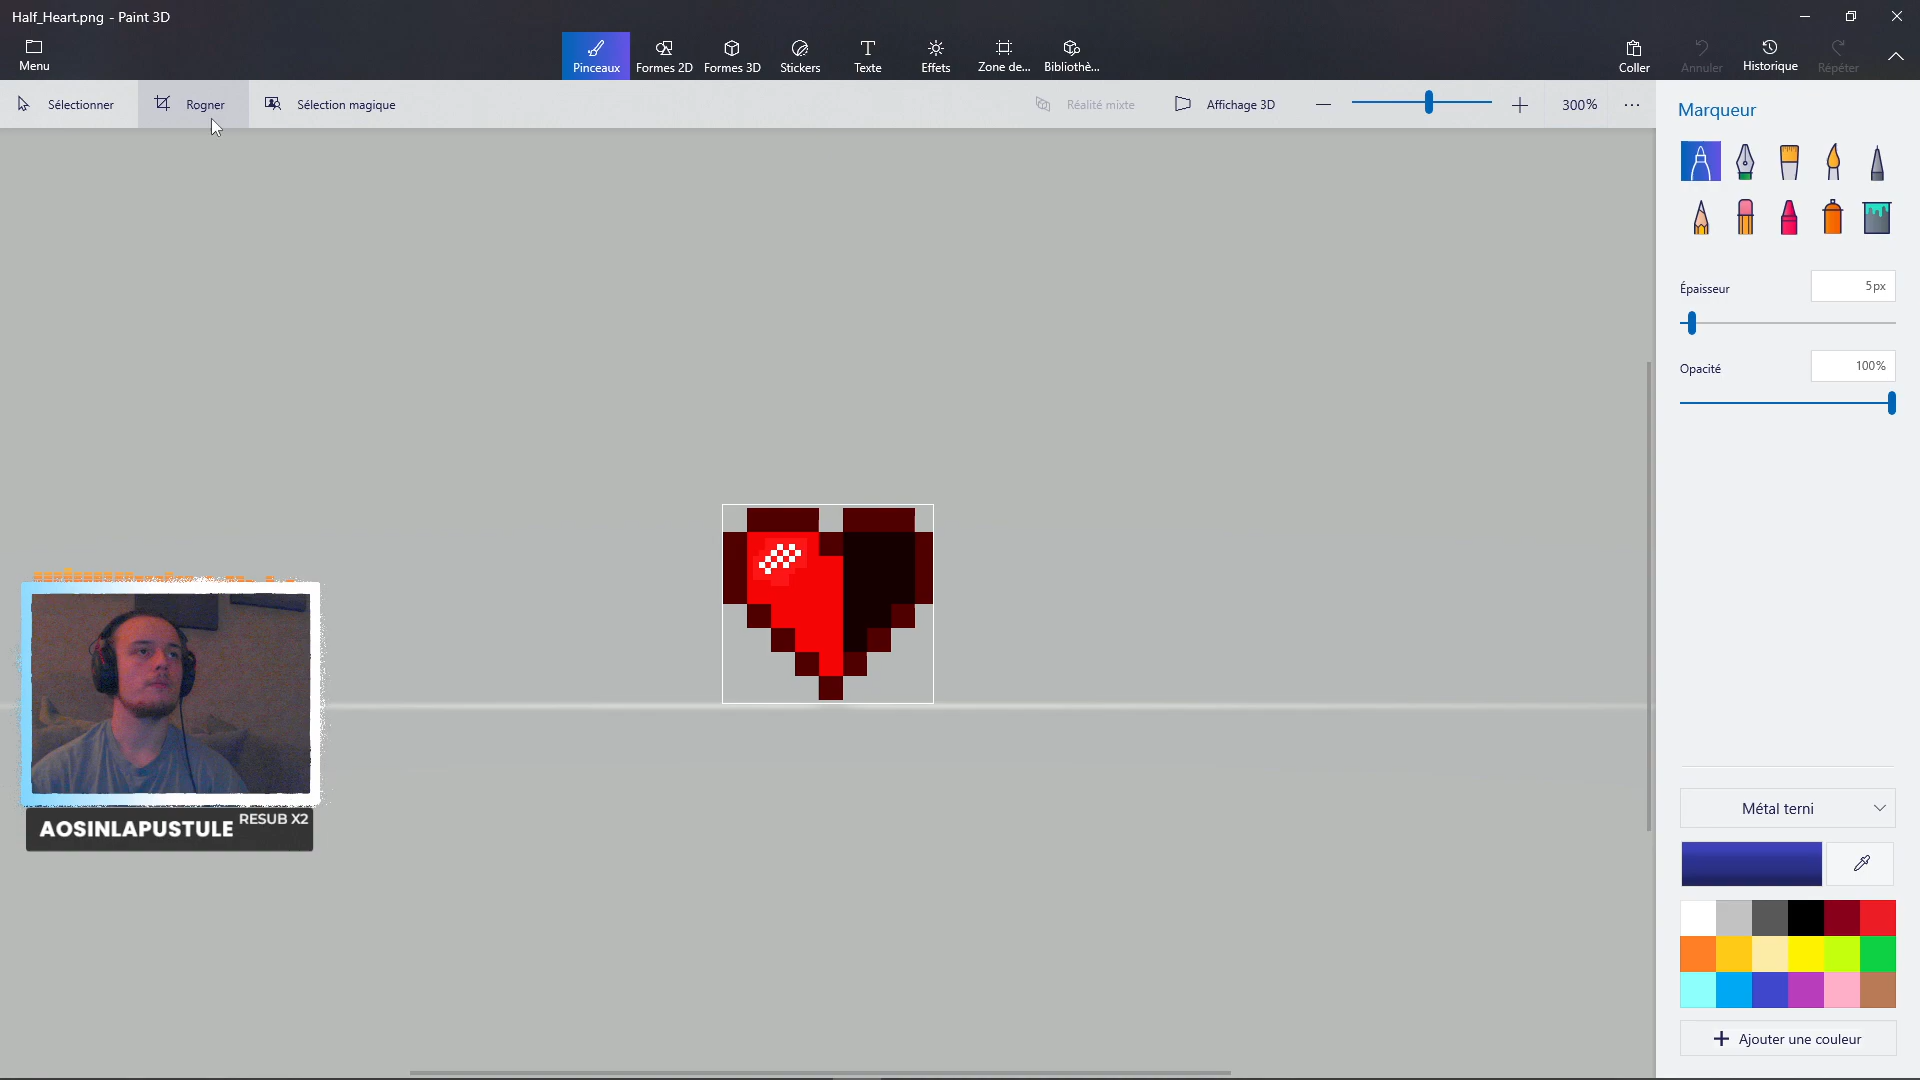 Half_Heart.png - Paint 3D
Menu
Pinceaux
Formes 2D
Formes 3D
Stickers
Texte
Effets
Zone de...
Bibliothè...
Coller
Annuler
Historique
Répéter
Sélectionner
Rogner
Sélection magique
Réalité mixte
Affichage 3D
300%
Marqueur
Épaisseur
5px
Opacité
100%
AOSINLAPUSTULE RESUB X2
Métal terni
Ajouter une couleur